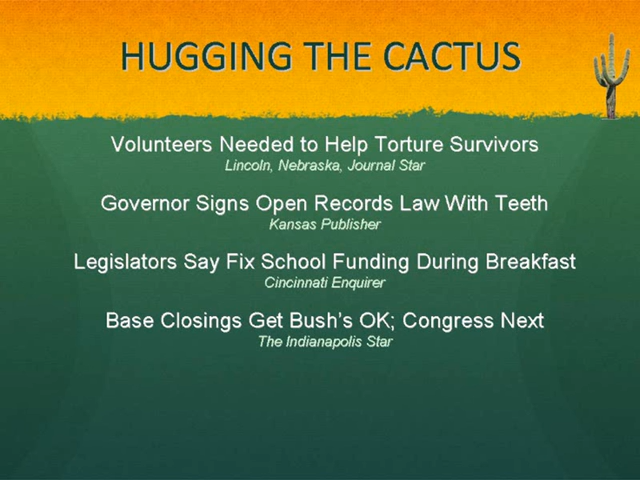 HUGGING THE CACTUS
Volunteers Needed to Help Torture Survivors
Lincoln, Nebraska, Journal Star
Governor Signs Open Records Law With Teeth
Kansas Publisher
Legislators Say Fix School Funding During Breakfast
Cincinnati Enquirer
Base Closings Get Bush’s OK; Congress Next
The Indianapolis Star